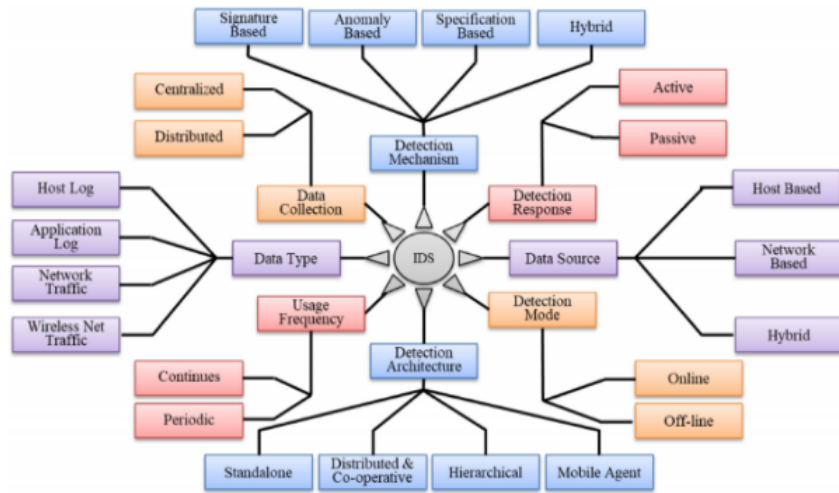 Signature
Based
Anomaly
Based
Specification
Based
Hybrid
Centralized
Distributed
Active
Passive
Detection
Mechanism
Data
Collection
Detection
Response
Host Log
Application
Log
Network
Traffic
Wireless Net
Traffic
Data Type
IDS
Data Source
Host Based
Network
Based
Hybrid
Usage
Frequency
Detection
Mode
Detection
Architecture
Continues
Periodic
Online
Off-line
Standalone
Distributed &
Co-operative
Hierarchical
Mobile Agent